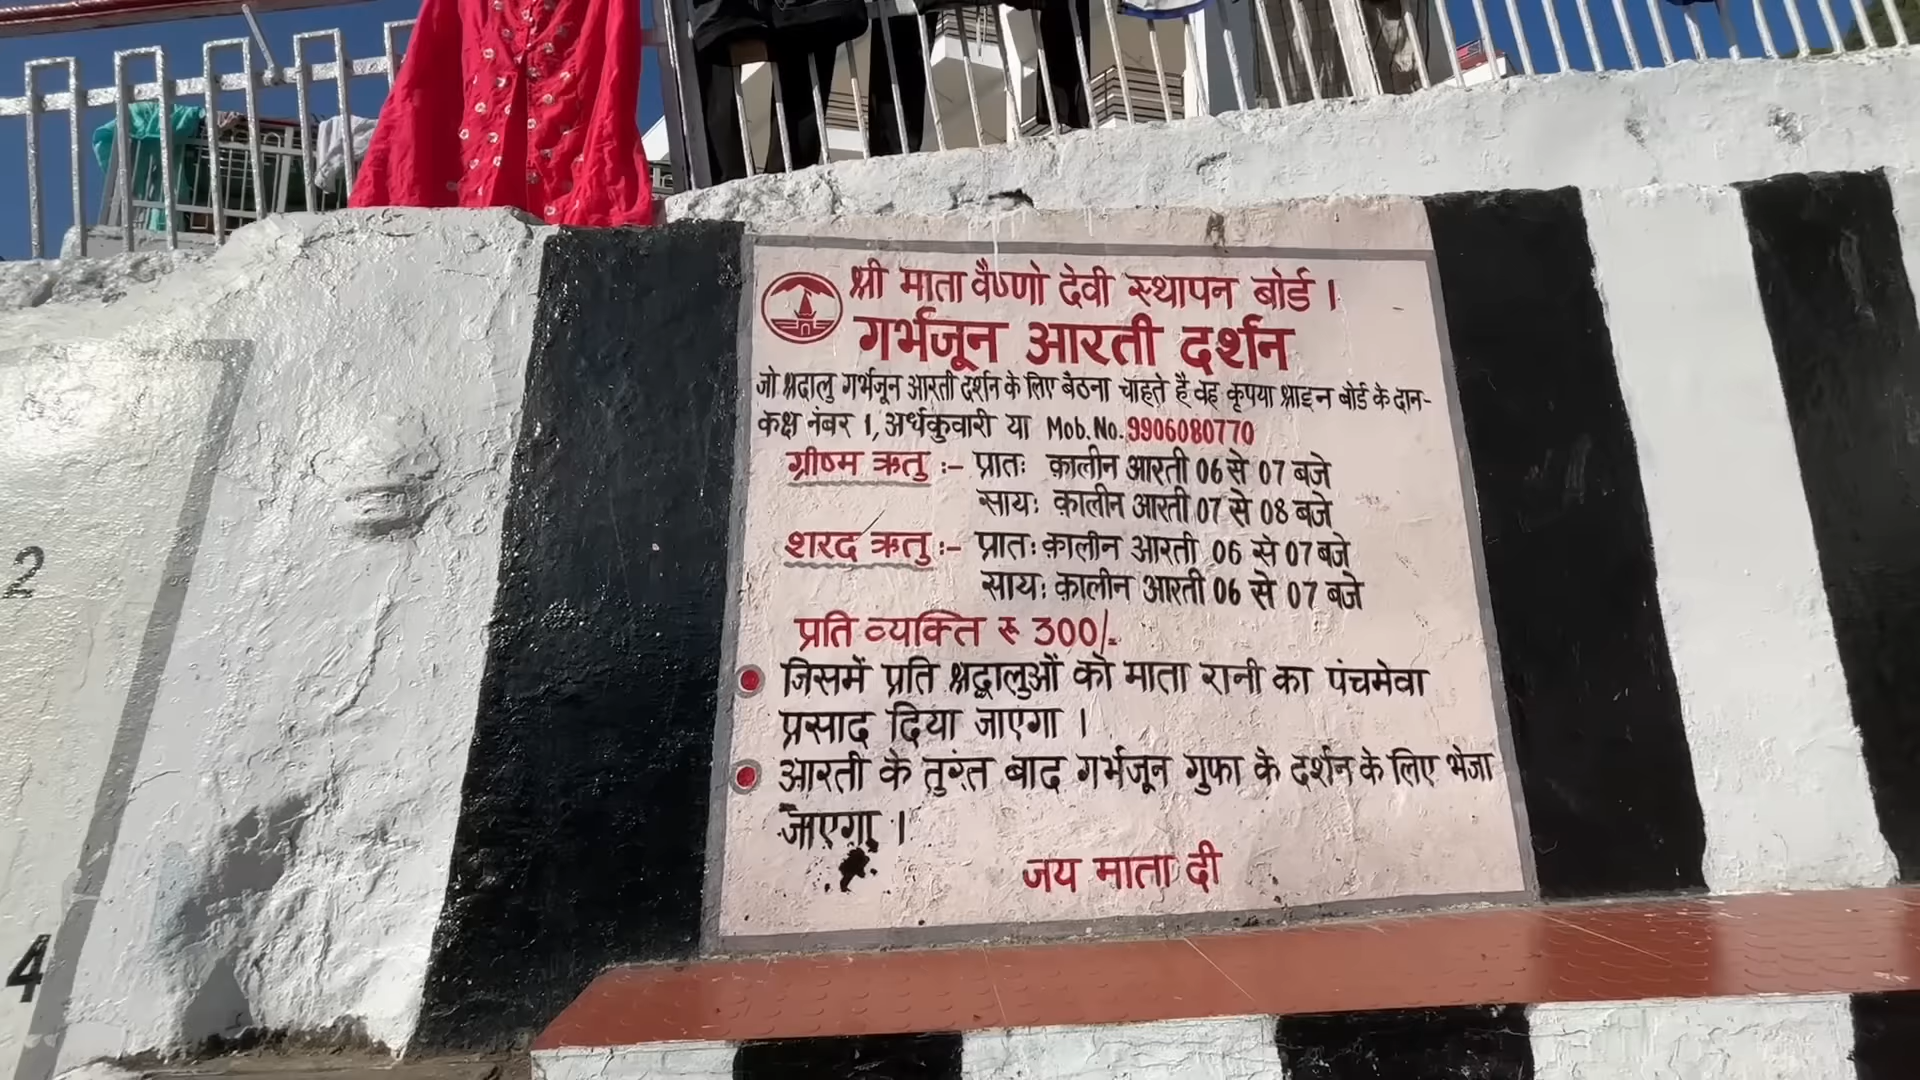 श्री माता वैष्णो देवी स्थापन बोर्ड ।
गर्भजून आरती दर्शन
जो श्रदालु गर्भजून आरती दर्शन के लिए बैठना चाहते है वह कृपया श्राइन बोर्ड के दान-
कक्ष नंबर 1, अर्धकुवारी या Mob. No. 9906080770
ग्रीष्म ऋतु :- प्रातः कालीन आरती 06 से 07 बजे
सायः कालीन आरती 07 से 08 बजे
शरद ऋतु :- प्रातः कालीन आरती 06 से 07 बजे
सायः कालीन आरती 06 से 07 बजे
प्रति व्यक्ति रु 300/-
जिसमें प्रति श्रद्धालुओं को माता रानी का पंचमेवा
प्रसाद दिया जाएगा ।
आरती के तुरंत बाद गर्भजून गुफा के दर्शन के लिए भेजा
जाएगा ।
जय माता दी
2
4